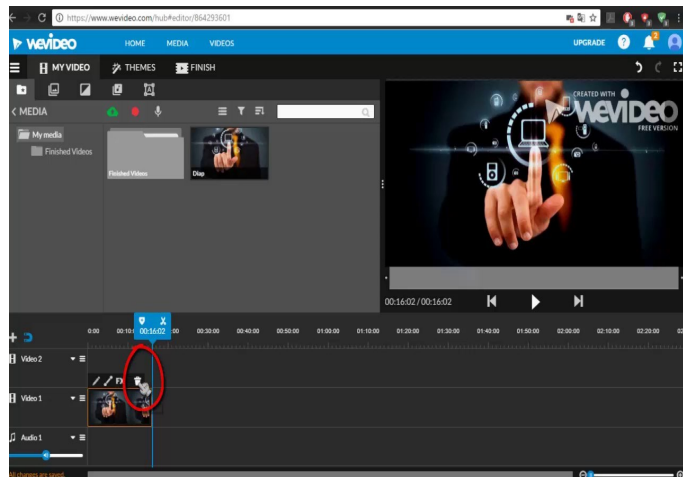 https://www.wevideo.com/hub#editor/864293601
WEVIDEO HOME MEDIA VIDEOS UPGRADE ? 2
MY VIDEO THEMES FINISH
< MEDIA
My media
Finished Videos
Finished Videos
Diap
CREATED WITH
WEVIDEO
FREE VERSION
00:16:02 / 00:16:02
0:00 00:16:02 00:30:00 00:40:00 00:50:00 01:00:00 01:10:00 01:20:00 01:30:00 01:40:00 01:50:00 02:00:00 02:10:00 02:20:00
Video 2
FX
Video 1
Audio 1
All changes are saved.